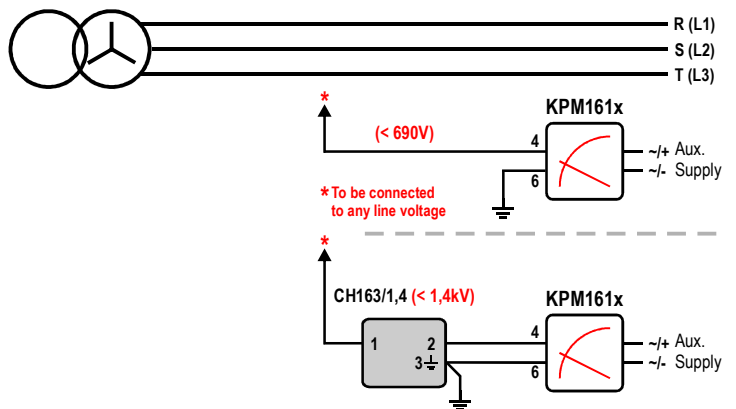 R (L1)
S (L2)
T (L3)
*
KPM161x
(< 690V)
4
~/+ Aux.
6
~/- Supply
* To be connected
to any line voltage
*
CH163/1,4 (< 1,4kV)
KPM161x
1
2
4
~/+ Aux.
3
6
~/- Supply